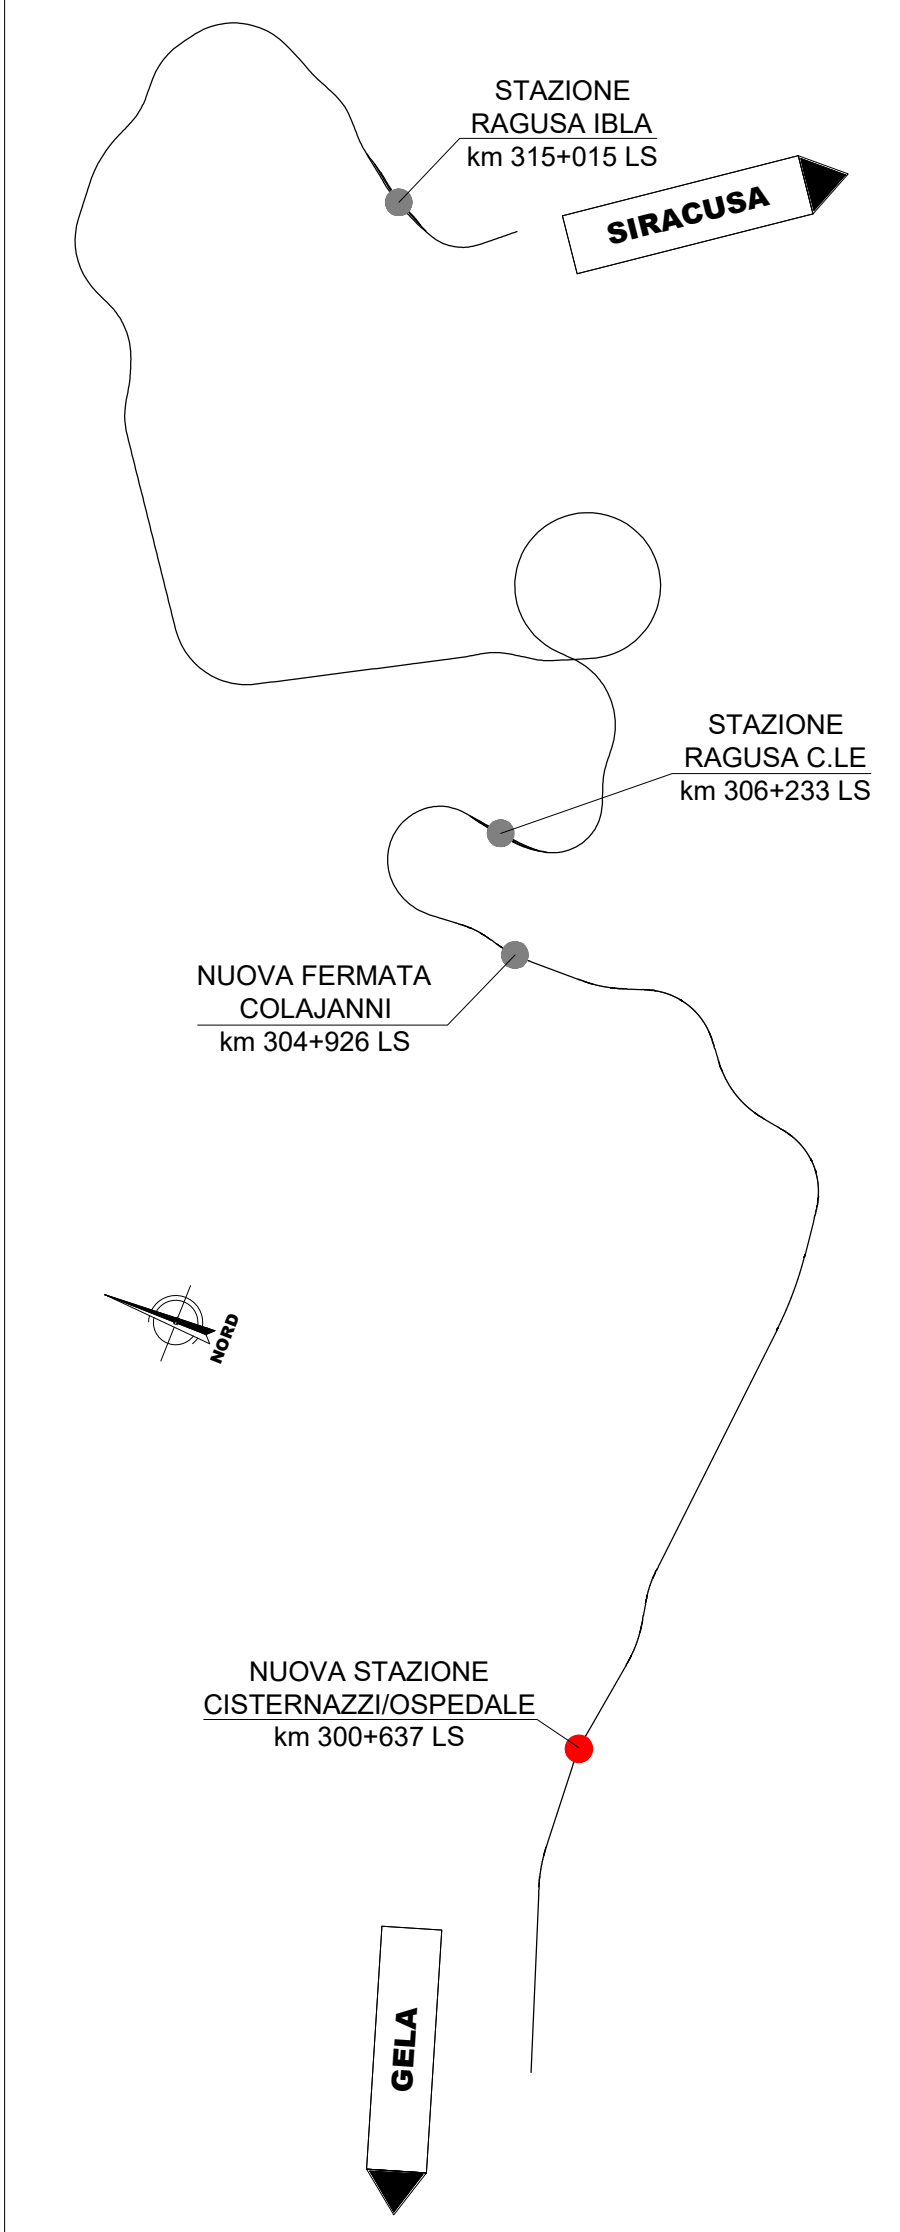 STAZIONE
RAGUSA IBLA
km 315+015 LS
SIRACUSA
STAZIONE
RAGUSA C.LE
km 306+233 LS
NUOVA FERMATA
COLAJANNI
km 304+926 LS
NORD
NUOVA STAZIONE
CISTERNAZZI/OSPEDALE
km 300+637 LS
GELA